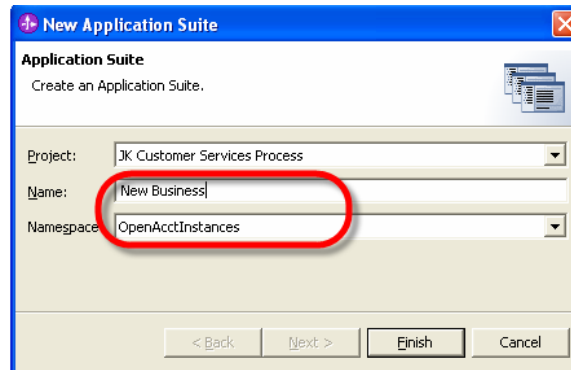 New Application Suite
Application Suite
Create an Application Suite.
Project: JK Customer Services Process
Name: New Business
Namespace OpenAcctInstances
< Back Next > Finish Cancel